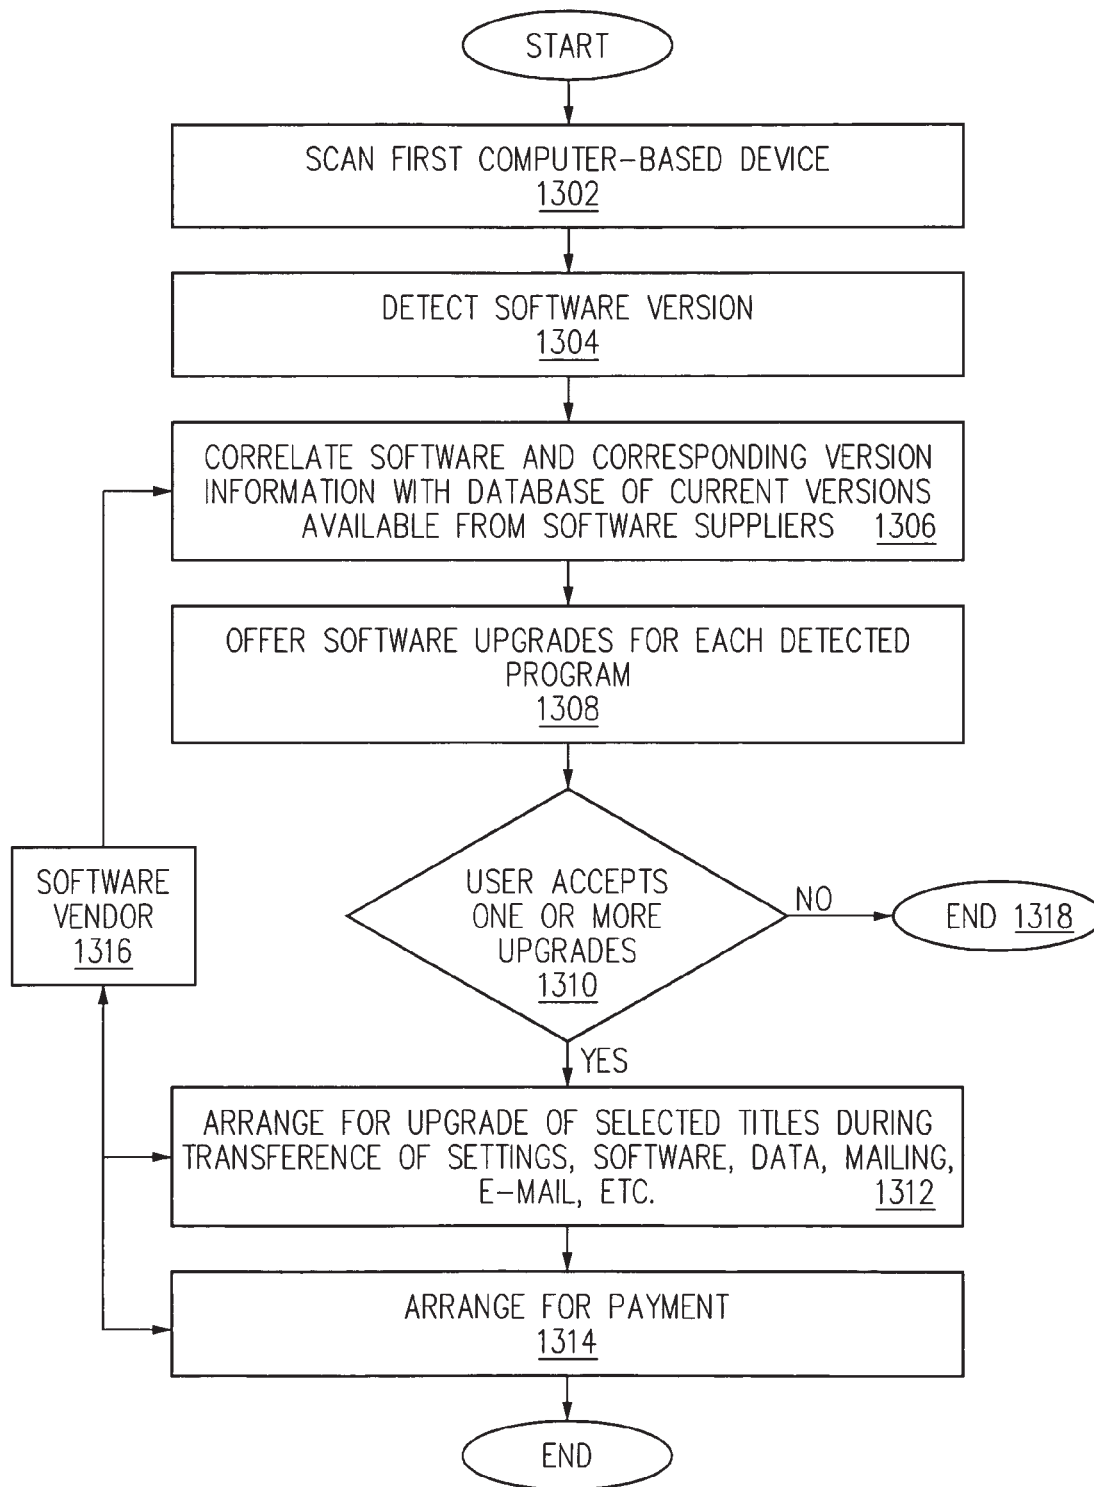 START
SCAN FIRST COMPUTER-BASED DEVICE
1302
DETECT SOFTWARE VERSION
1304
CORRELATE SOFTWARE AND CORRESPONDING VERSION
INFORMATION WITH DATABASE OF CURRENT VERSIONS
AVAILABLE FROM SOFTWARE SUPPLIERS 1306
OFFER SOFTWARE UPGRADES FOR EACH DETECTED
PROGRAM
1308
SOFTWARE
VENDOR
1316
USER ACCEPTS
ONE OR MORE
UPGRADES
1310
NO
END 1318
YES
ARRANGE FOR UPGRADE OF SELECTED TITLES DURING
TRANSFERENCE OF SETTINGS, SOFTWARE, DATA, MAILING,
E-MAIL, ETC. 1312
ARRANGE FOR PAYMENT
1314
END